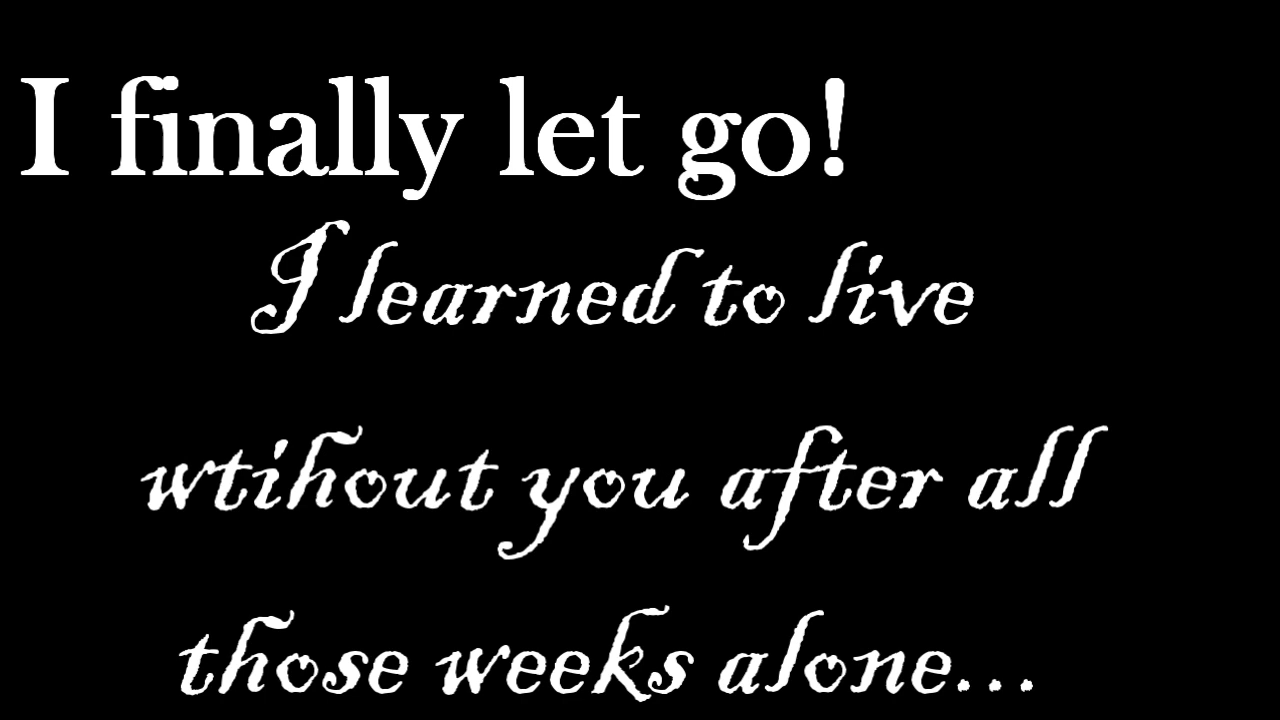 I finally let go!
I learned to live
wtihout you after all
those weeks alone...